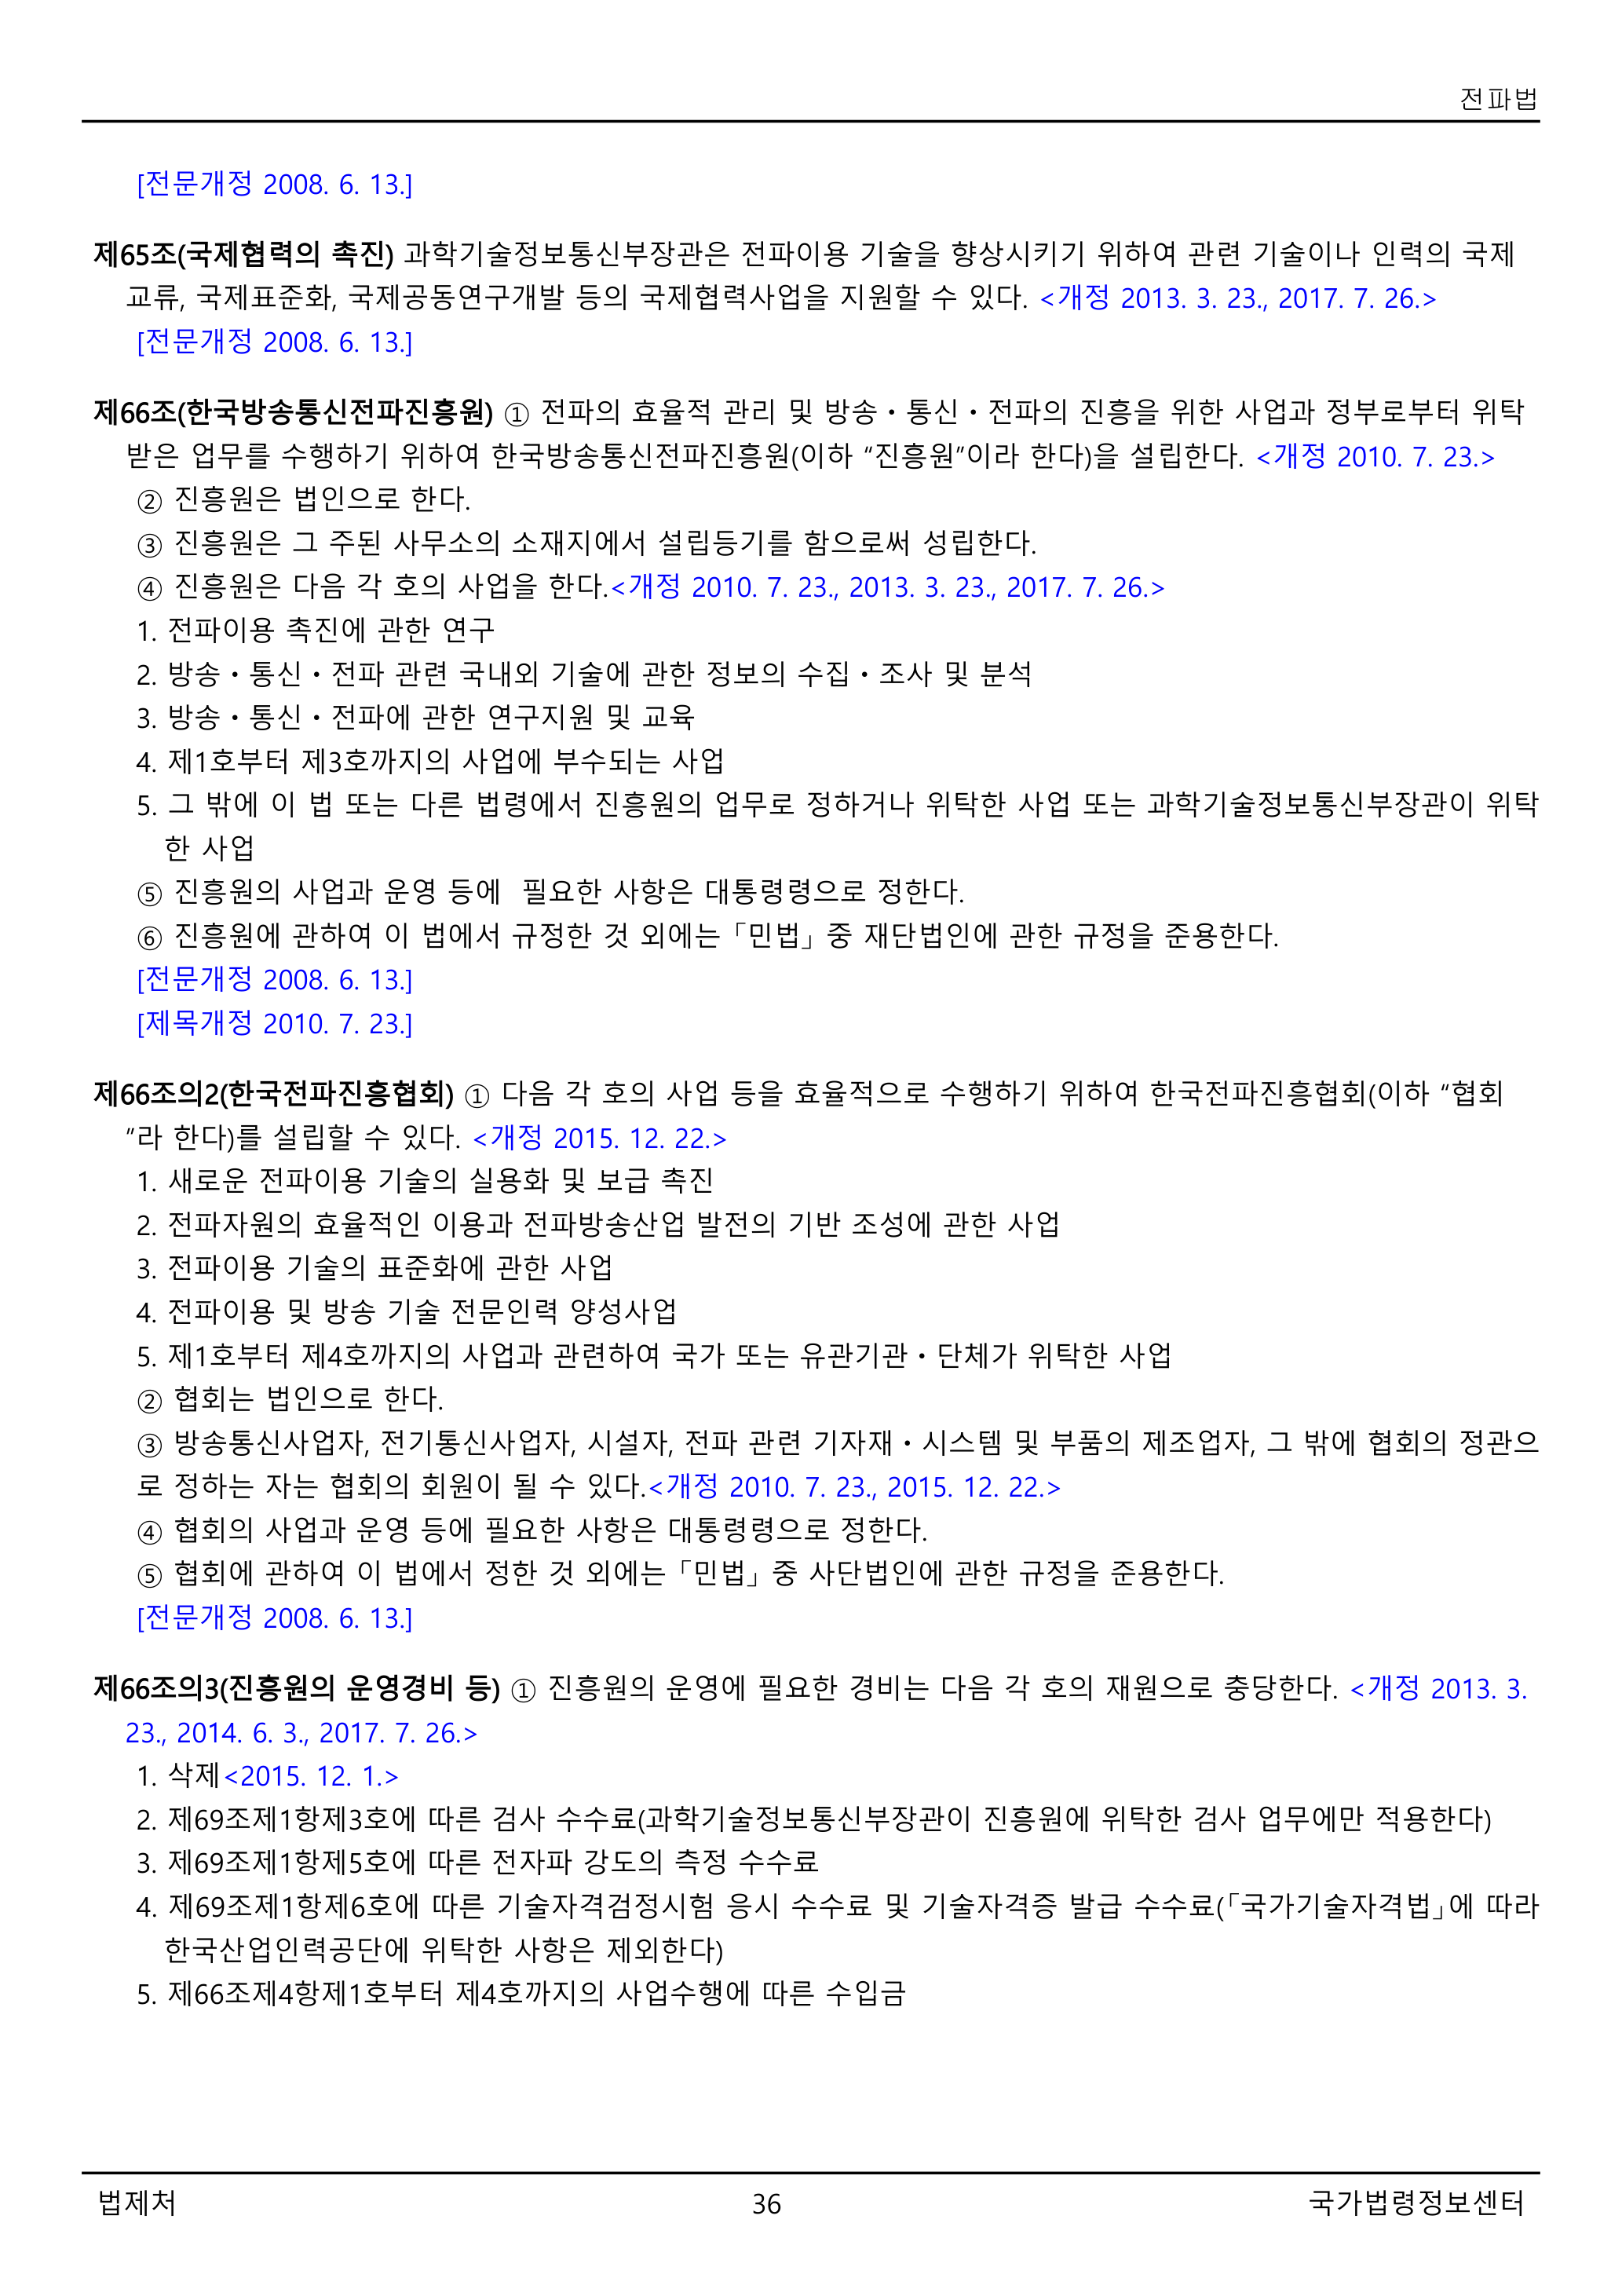 전파법
[전문개정 2008. 6. 13.]
제65조(국제협력의 촉진) 과학기술정보통신부장관은 전파이용 기술을 향상시키기 위하여 관련 기술이나 인력의 국제
교류, 국제표준화, 국제공동연구개발 등의 국제협력사업을 지원할 수 있다. <개정 2013. 3. 23., 2017. 7. 26.>
[전문개정 2008. 6. 13.]
제66조(한국방송통신전파진흥원) ① 전파의 효율적 관리 및 방송ㆍ통신ㆍ전파의 진흥을 위한 사업과 정부로부터 위탁
받은 업무를 수행하기 위하여 한국방송통신전파진흥원(이하 “진흥원”이라 한다)을 설립한다. <개정 2010. 7. 23.>
② 진흥원은 법인으로 한다.
③ 진흥원은 그 주된 사무소의 소재지에서 설립등기를 함으로써 성립한다.
④ 진흥원은 다음 각 호의 사업을 한다.<개정 2010. 7. 23., 2013. 3. 23., 2017. 7. 26.>
1. 전파이용 촉진에 관한 연구
2. 방송ㆍ통신ㆍ전파 관련 국내외 기술에 관한 정보의 수집ㆍ조사 및 분석
3. 방송ㆍ통신ㆍ전파에 관한 연구지원 및 교육
4. 제1호부터 제3호까지의 사업에 부수되는 사업
5. 그 밖에 이 법 또는 다른 법령에서 진흥원의 업무로 정하거나 위탁한 사업 또는 과학기술정보통신부장관이 위탁
한 사업
⑤ 진흥원의 사업과 운영 등에  필요한 사항은 대통령령으로 정한다.
⑥ 진흥원에 관하여 이 법에서 규정한 것 외에는 「민법」 중 재단법인에 관한 규정을 준용한다.
[전문개정 2008. 6. 13.]
[제목개정 2010. 7. 23.]
제66조의2(한국전파진흥협회) ① 다음 각 호의 사업 등을 효율적으로 수행하기 위하여 한국전파진흥협회(이하 “협회
”라 한다)를 설립할 수 있다. <개정 2015. 12. 22.>
1. 새로운 전파이용 기술의 실용화 및 보급 촉진
2. 전파자원의 효율적인 이용과 전파방송산업 발전의 기반 조성에 관한 사업
3. 전파이용 기술의 표준화에 관한 사업
4. 전파이용 및 방송 기술 전문인력 양성사업
5. 제1호부터 제4호까지의 사업과 관련하여 국가 또는 유관기관ㆍ단체가 위탁한 사업
② 협회는 법인으로 한다.
③ 방송통신사업자, 전기통신사업자, 시설자, 전파 관련 기자재ㆍ시스템 및 부품의 제조업자, 그 밖에 협회의 정관으
로 정하는 자는 협회의 회원이 될 수 있다.<개정 2010. 7. 23., 2015. 12. 22.>
④ 협회의 사업과 운영 등에 필요한 사항은 대통령령으로 정한다.
⑤ 협회에 관하여 이 법에서 정한 것 외에는 「민법」 중 사단법인에 관한 규정을 준용한다.
[전문개정 2008. 6. 13.]
제66조의3(진흥원의 운영경비 등) ① 진흥원의 운영에 필요한 경비는 다음 각 호의 재원으로 충당한다. <개정 2013. 3.
23., 2014. 6. 3., 2017. 7. 26.>
1. 삭제<2015. 12. 1.>
2. 제69조제1항제3호에 따른 검사 수수료(과학기술정보통신부장관이 진흥원에 위탁한 검사 업무에만 적용한다)
3. 제69조제1항제5호에 따른 전자파 강도의 측정 수수료
4. 제69조제1항제6호에 따른 기술자격검정시험 응시 수수료 및 기술자격증 발급 수수료(「국가기술자격법」에 따라
한국산업인력공단에 위탁한 사항은 제외한다)
5. 제66조제4항제1호부터 제4호까지의 사업수행에 따른 수입금
법제처 36 국가법령정보센터